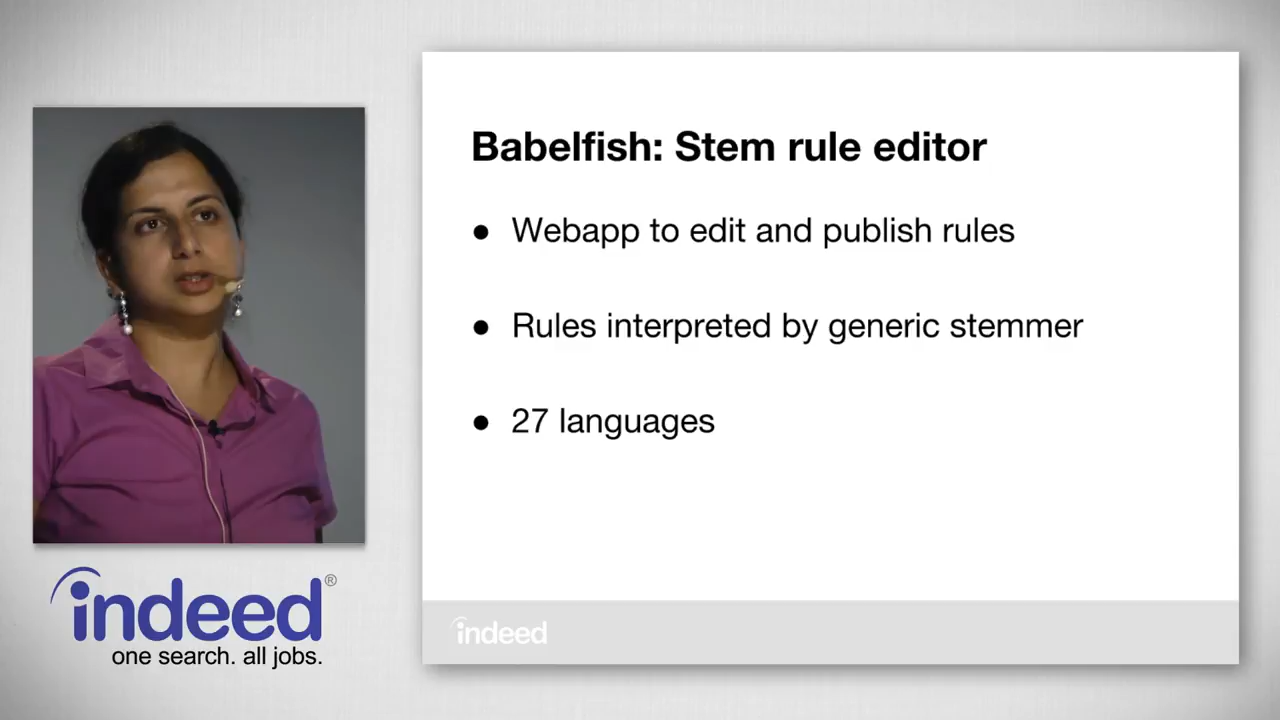 Babelfish: Stem rule editor
● Webapp to edit and publish rules
● Rules interpreted by generic stemmer
● 27 languages
indeed
indeed®
one search. all jobs.